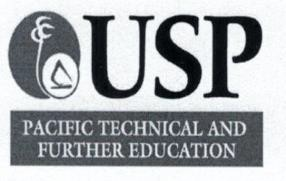 USP
PACIFIC TECHNICAL AND
FURTHER EDUCATION